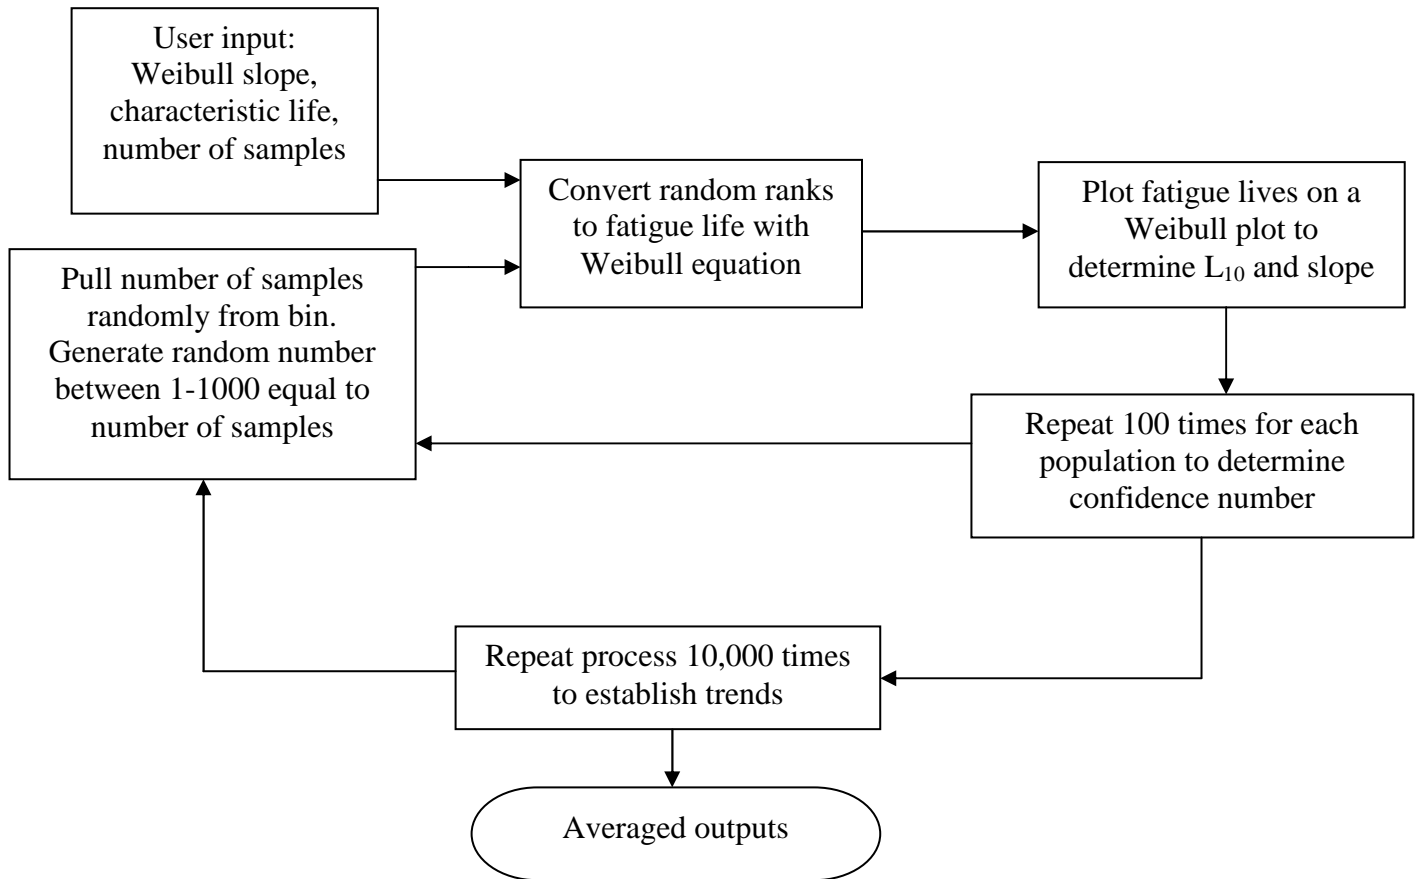 User input:
Weibull slope,
characteristic life,
number of samples
Convert random ranks
to fatigue life with
Weibull equation
Plot fatigue lives on a
Weibull plot to
determine L₁₀ and slope
Pull number of samples
randomly from bin.
Generate random number
between 1-1000 equal to
number of samples
Repeat 100 times for each
population to determine
confidence number
Repeat process 10,000 times
to establish trends
Averaged outputs